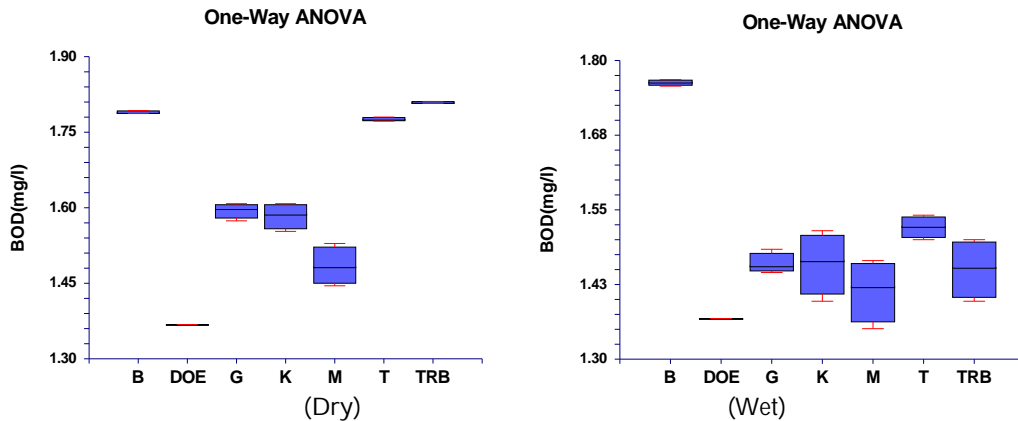 One-Way ANOVA
BOD(mg/l)
1.90
1.75
1.60
1.45
1.30
B DOE G K M T TRB
(Dry)
One-Way ANOVA
BOD(mg/l)
1.80
1.68
1.55
1.43
1.30
B DOE G K M T TRB
(Wet)